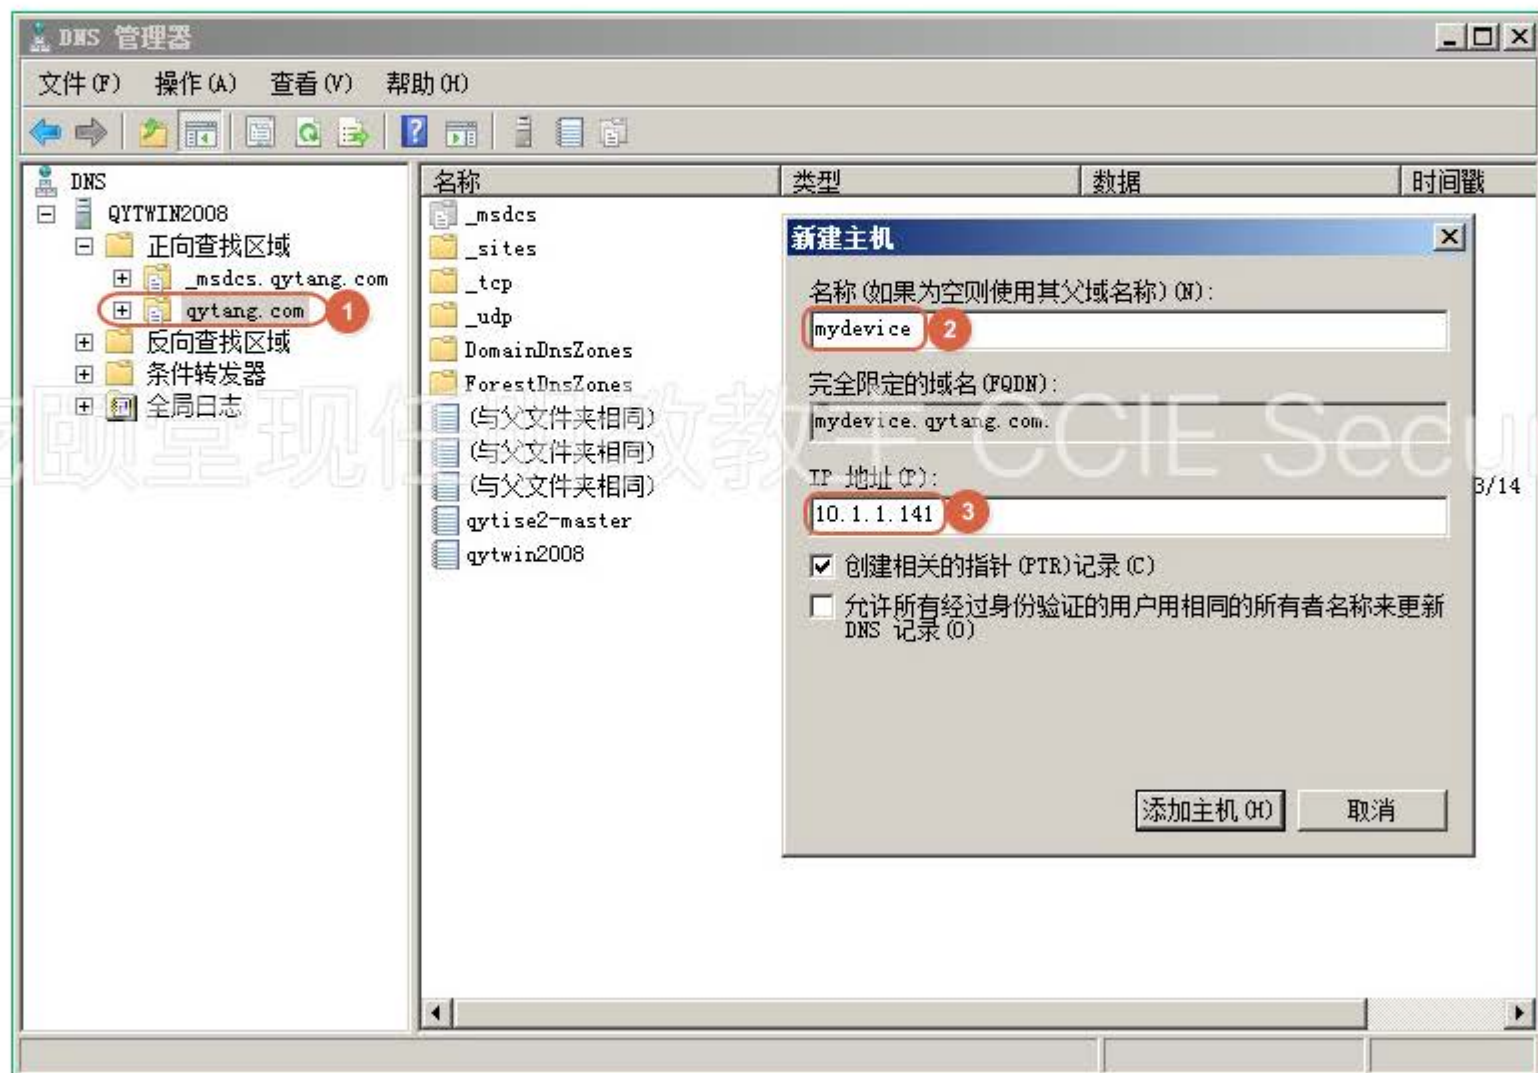 DNS 管理器
文件(F) 操作(A) 查看(V) 帮助(H)
DNS
QYTWIN2008
正向查找区域
_msdcs.qytang.com
qytang.com
1
反向查找区域
条件转发器
全局日志
名称 类型 数据 时间戳
_msdcs
_sites
_tcp
_udp
DomainDnsZones
ForestDnsZones
(与父文件夹相同)
(与父文件夹相同)
(与父文件夹相同)
3/14
qytise2-master
qytwin2008
新建主机
名称(如果为空则使用其父域名称)(N):
mydevice
2
完全限定的域名(FQDN):
mydevice.qytang.com.
IP 地址(P):
10.1.1.141
3
创建相关的指针(PTR)记录(C)
允许所有经过身份验证的用户用相同的所有者名称来更新
DNS 记录(O)
添加主机(H) 取消
颐堂现任
CCIE Secu